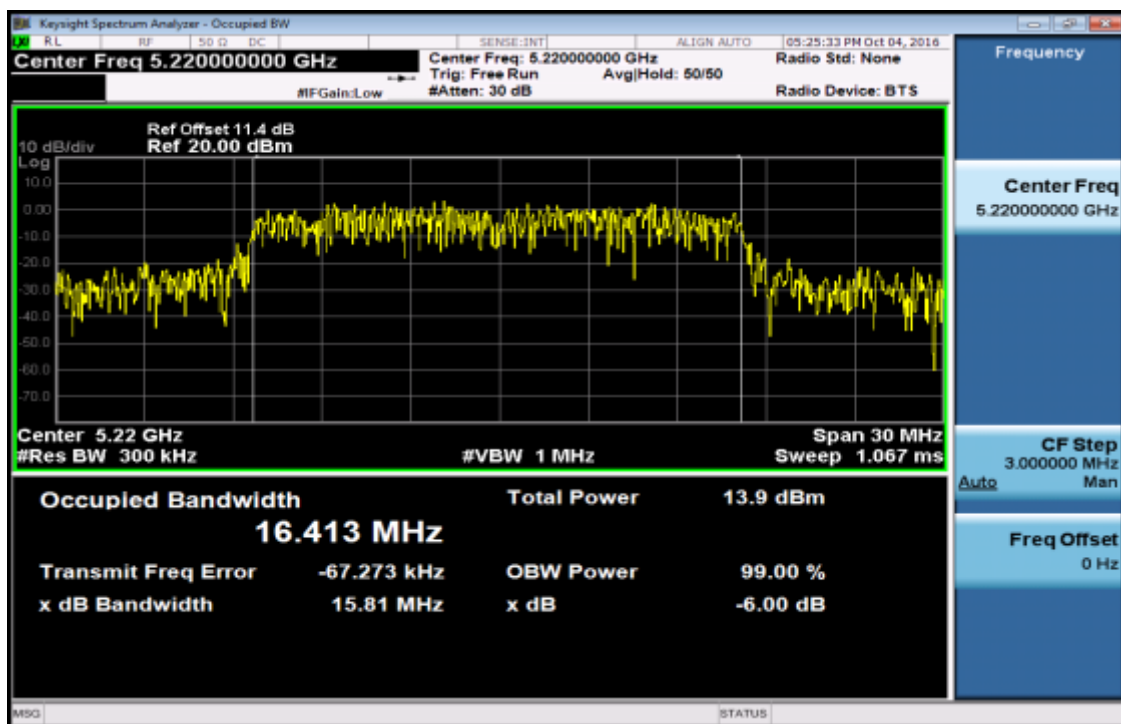 Keysight Spectrum Analyzer - Occupied BW
LXI RL RF 50 Ω DC SENSE:INT ALIGN AUTO 05:25:33 PM Oct 04, 2016
Center Freq 5.220000000 GHz
Center Freq: 5.220000000 GHz Radio Std: None
Trig: Free Run Avg|Hold: 50/50
#IFGain:Low #Atten: 30 dB Radio Device: BTS
Ref Offset 11.4 dB
10 dB/div Ref 20.00 dBm
Log
10.0
0.00
-10.0
-20.0
-30.0
-40.0
-50.0
-60.0
-70.0
Center 5.22 GHz Span 30 MHz
#Res BW 300 kHz #VBW 1 MHz Sweep 1.067 ms
Occupied Bandwidth Total Power 13.9 dBm
16.413 MHz
Transmit Freq Error -67.273 kHz OBW Power 99.00 %
x dB Bandwidth 15.81 MHz x dB -6.00 dB
MSG STATUS
Frequency
Center Freq
5.220000000 GHz
CF Step
3.000000 MHz
Auto Man
Freq Offset
0 Hz